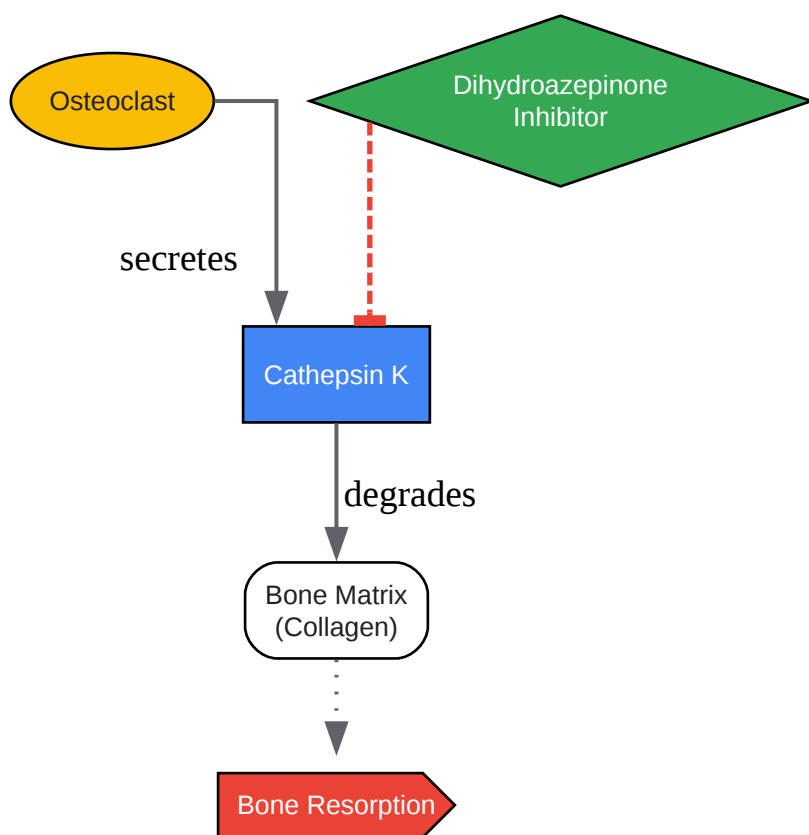 Osteoclast
Dihydroazepinone
Inhibitor
secretes
Cathepsin K
degrades
Bone Matrix
(Collagen)
Bone Resorption